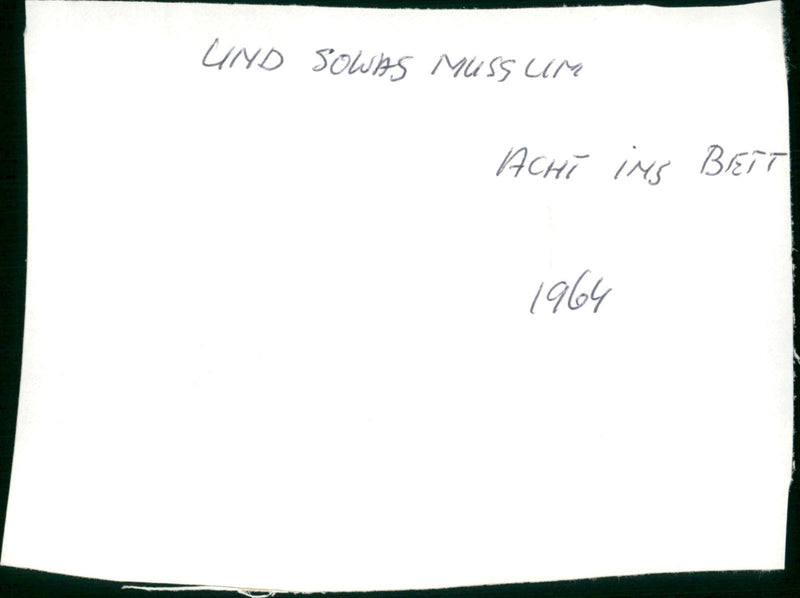 UND SOWAS MUSS UM
ACHT INS BETT
1964